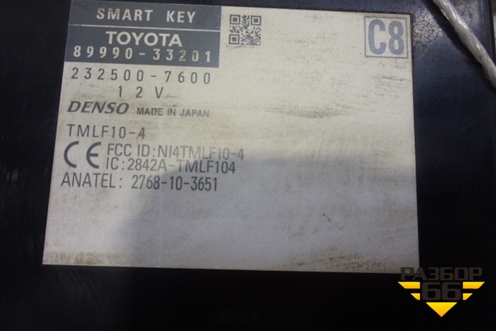 SMART KEY
TOYOTA
89990-33201
C8
232500-7600
12V
DENSO MADE IN JAPAN
TMLF10-4
CE FCC ID:NI4TMLF10-4
IC:2842A-TMLF104
ANATEL: 2768-10-3651
РАЗБОР
66